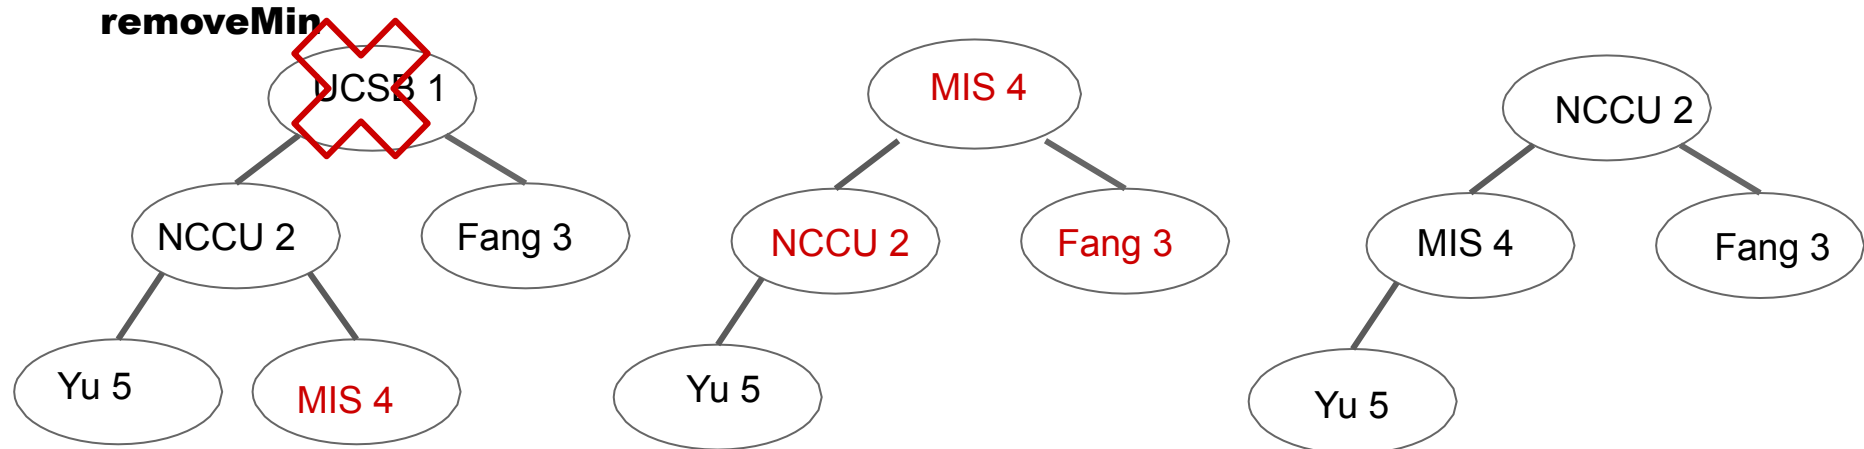 removeMin
UCSB 1
NCCU 2
Fang 3
Yu 5
MIS 4
MIS 4
NCCU 2
Fang 3
Yu 5
NCCU 2
MIS 4
Fang 3
Yu 5